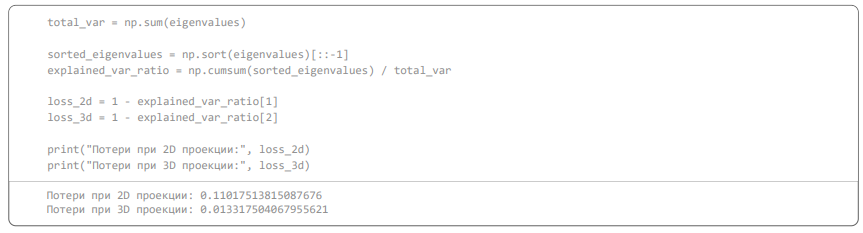 total_var = np.sum(eigenvalues)
sorted_eigenvalues = np.sort(eigenvalues)[::-1]
explained_var_ratio = np.cumsum(sorted_eigenvalues) / total_var
loss_2d = 1 - explained_var_ratio[1]
loss_3d = 1 - explained_var_ratio[2]
print("Потери при 2D проекции:", loss_2d)
print("Потери при 3D проекции:", loss_3d)
Потери при 2D проекции: 0.11017513815087676
Потери при 3D проекции: 0.013317504067955621